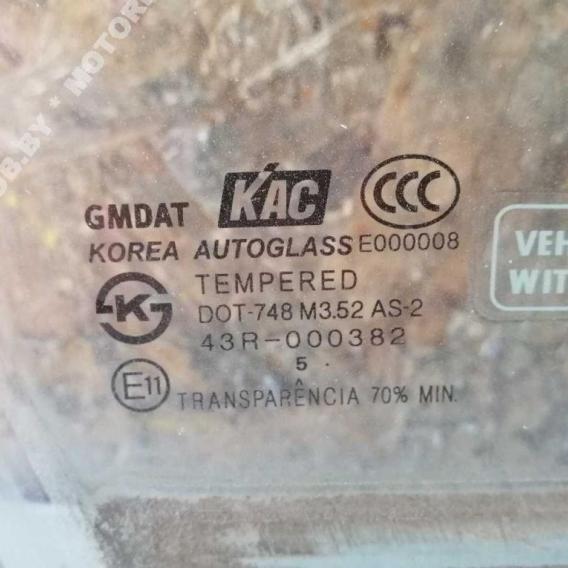 GMDAT KAC CCC
KOREA AUTOGLASS E000008
TEMPERED
DOT-748 M3.52 AS-2
43R-000382
5 .
E11
TRANSPARÊNCIA 70% MIN.
VEH
WIT